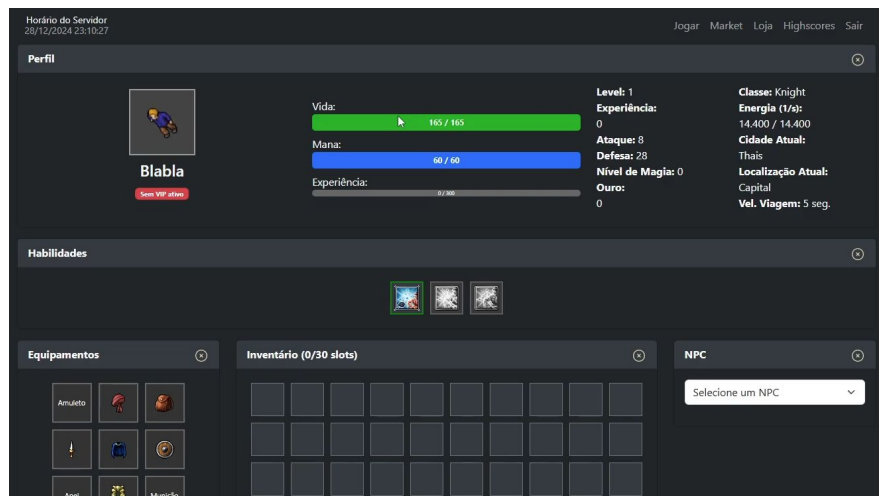 Horário do Servidor
28/12/2024 23:10:27
Jogar Market Loja Highscores Sair
Perfil
Blabla
Sem VIP ativo
Vida:
165 / 165
Mana:
60 / 60
Experiência:
0 / 300
Level: 1
Experiência:
0
Ataque: 8
Defesa: 28
Nível de Magia: 0
Ouro:
0
Classe: Knight
Energia (1/s):
14.400 / 14.400
Cidade Atual:
Thais
Localização Atual:
Capital
Vel. Viagem: 5 seg.
Habilidades
Equipamentos
Amuleto
Anel
Munição
Inventário (0/30 slots)
NPC
Selecione um NPC